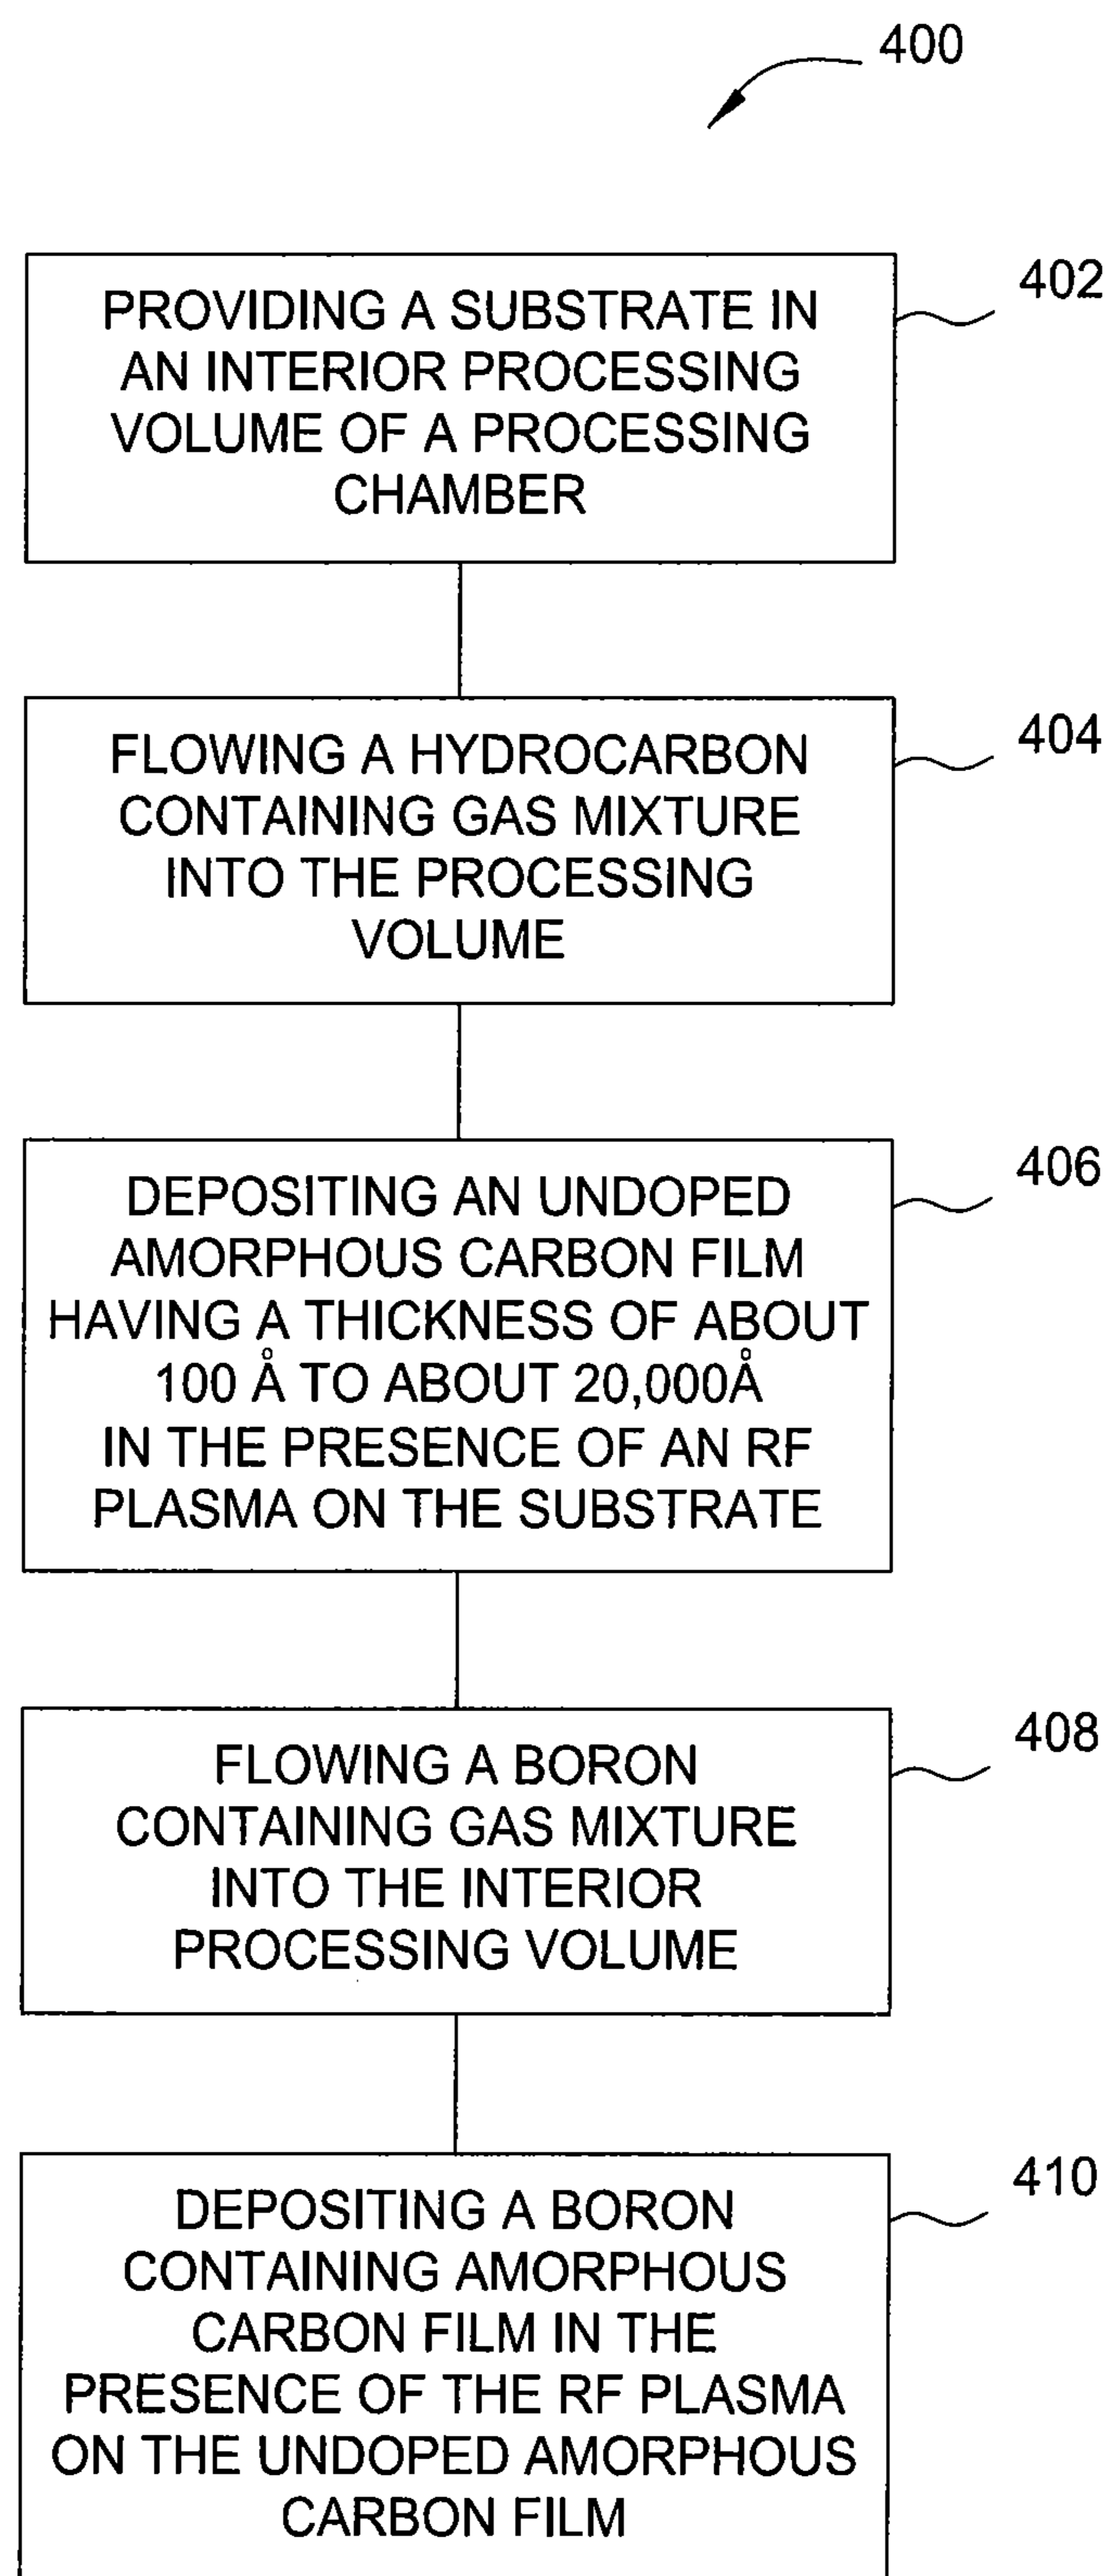 400
PROVIDING A SUBSTRATE IN
AN INTERIOR PROCESSING
VOLUME OF A PROCESSING
CHAMBER
402
FLOWING A HYDROCARBON
CONTAINING GAS MIXTURE
INTO THE PROCESSING
VOLUME
404
DEPOSITING AN UNDOPED
AMORPHOUS CARBON FILM
HAVING A THICKNESS OF ABOUT
100 Å TO ABOUT 20,000Å
IN THE PRESENCE OF AN RF
PLASMA ON THE SUBSTRATE
406
FLOWING A BORON
CONTAINING GAS MIXTURE
INTO THE INTERIOR
PROCESSING VOLUME
408
DEPOSITING A BORON
CONTAINING AMORPHOUS
CARBON FILM IN THE
PRESENCE OF THE RF PLASMA
ON THE UNDOPED AMORPHOUS
CARBON FILM
410